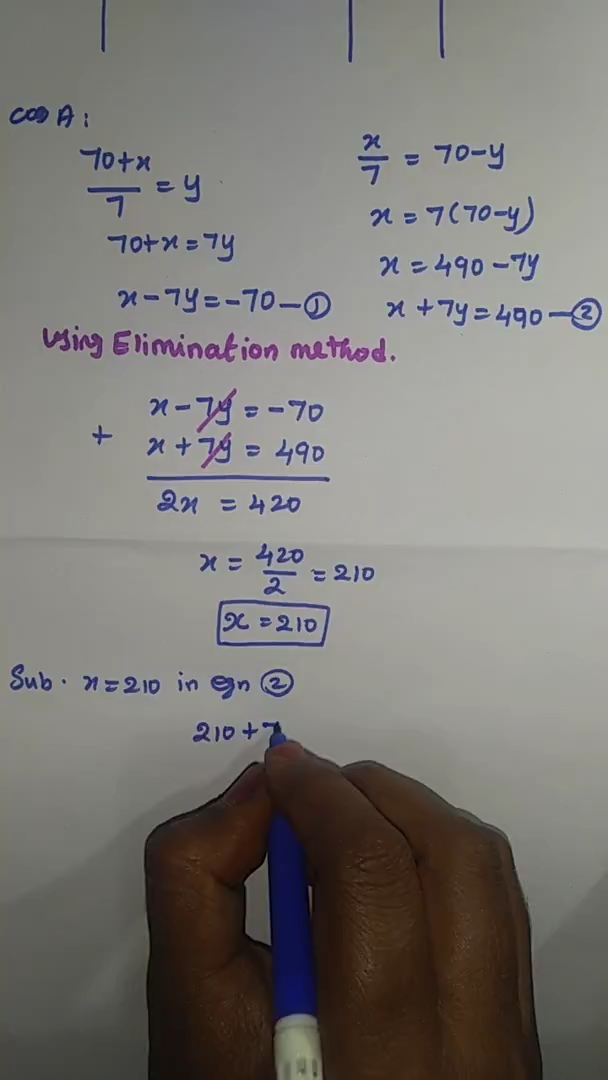 cos A:
70+x/7 = y
70+x = 7y
x-7y = -70 — ①
x/7 = 70-y
x = 7(70-y)
x = 490-7y
x+7y = 490 — ②
Using Elimination method.
x-7y = -70
+ x+7y = 490
2x = 420
x = 420/2 = 210
x = 210
Sub. x=210 in eqn ②
210+7